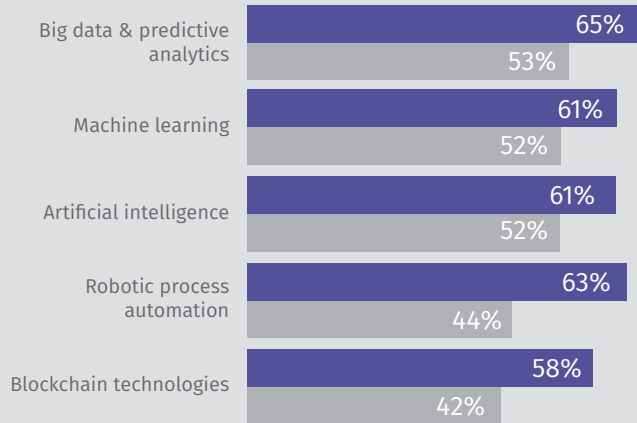 Big data & predictive
analytics
65%
53%
Machine learning
61%
52%
Artificial intelligence
61%
52%
Robotic process
automation
63%
44%
Blockchain technologies
58%
42%